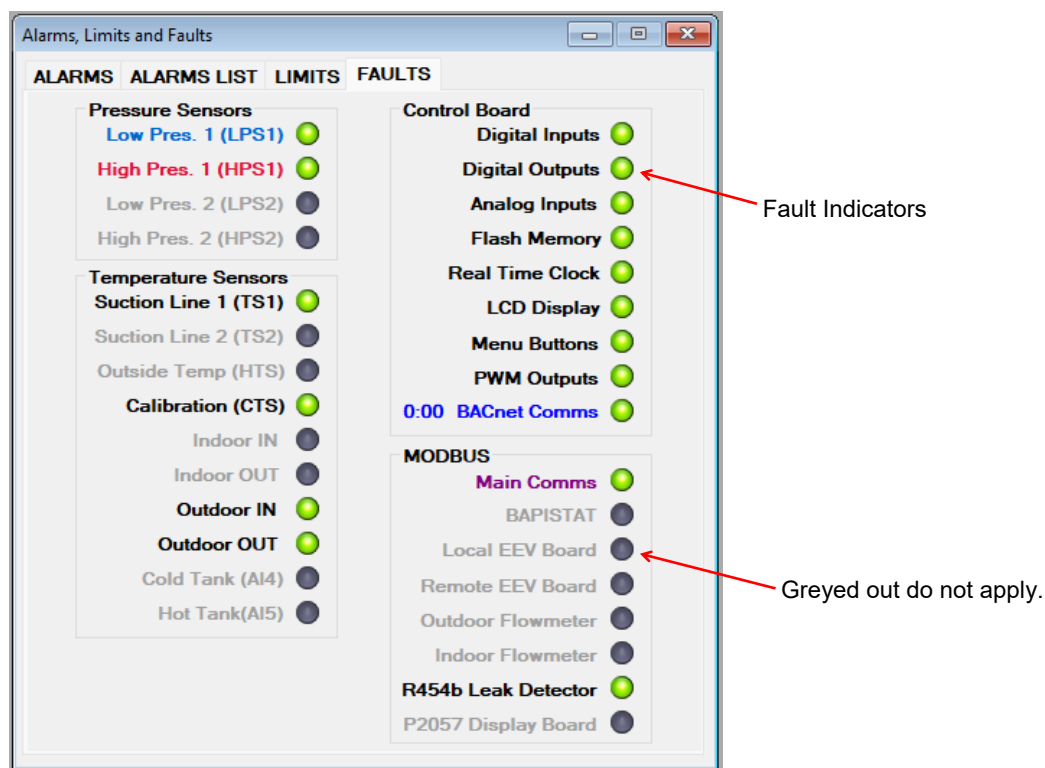 Alarms, Limits and Faults
ALARMS ALARMS LIST LIMITS FAULTS
Pressure Sensors
Low Pres. 1 (LPS1)
High Pres. 1 (HPS1)
Low Pres. 2 (LPS2)
High Pres. 2 (HPS2)
Temperature Sensors
Suction Line 1 (TS1)
Suction Line 2 (TS2)
Outside Temp (HTS)
Calibration (CTS)
Indoor IN
Indoor OUT
Outdoor IN
Outdoor OUT
Cold Tank (AI4)
Hot Tank(AI5)
Control Board
Digital Inputs
Digital Outputs
Analog Inputs
Flash Memory
Real Time Clock
LCD Display
Menu Buttons
PWM Outputs
0:00 BACnet Comms
MODBUS
Main Comms
BAPISTAT
Local EEV Board
Remote EEV Board
Outdoor Flowmeter
Indoor Flowmeter
R454b Leak Detector
P2057 Display Board
Fault Indicators
Greyed out do not apply.